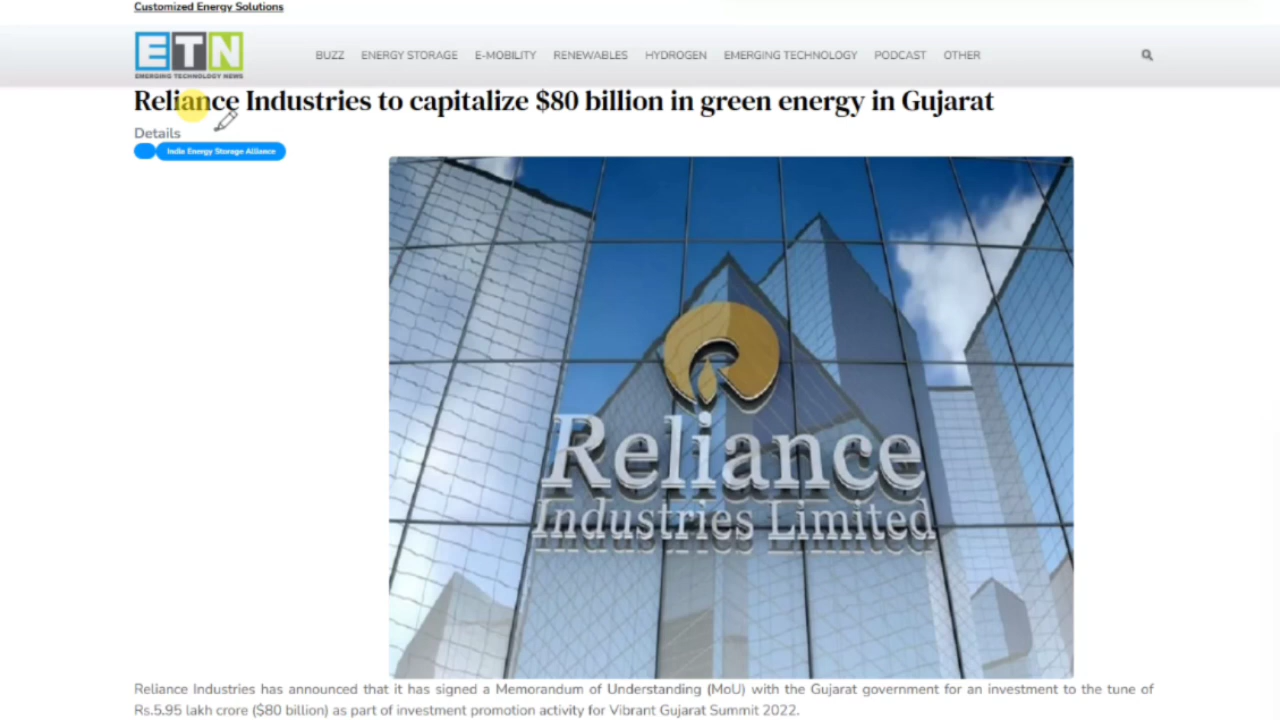 Customized Energy Solutions
ETN
EMERGING TECHNOLOGY NEWS
BUZZ ENERGY STORAGE E-MOBILITY RENEWABLES HYDROGEN EMERGING TECHNOLOGY PODCAST OTHER
Reliance Industries to capitalize $80 billion in green energy in Gujarat
Details
India Energy Storage Alliance
Reliance
Industries Limited
Reliance Industries has announced that it has signed a Memorandum of Understanding (MoU) with the Gujarat government for an investment to the tune of
Rs.5.95 lakh crore ($80 billion) as part of investment promotion activity for Vibrant Gujarat Summit 2022.